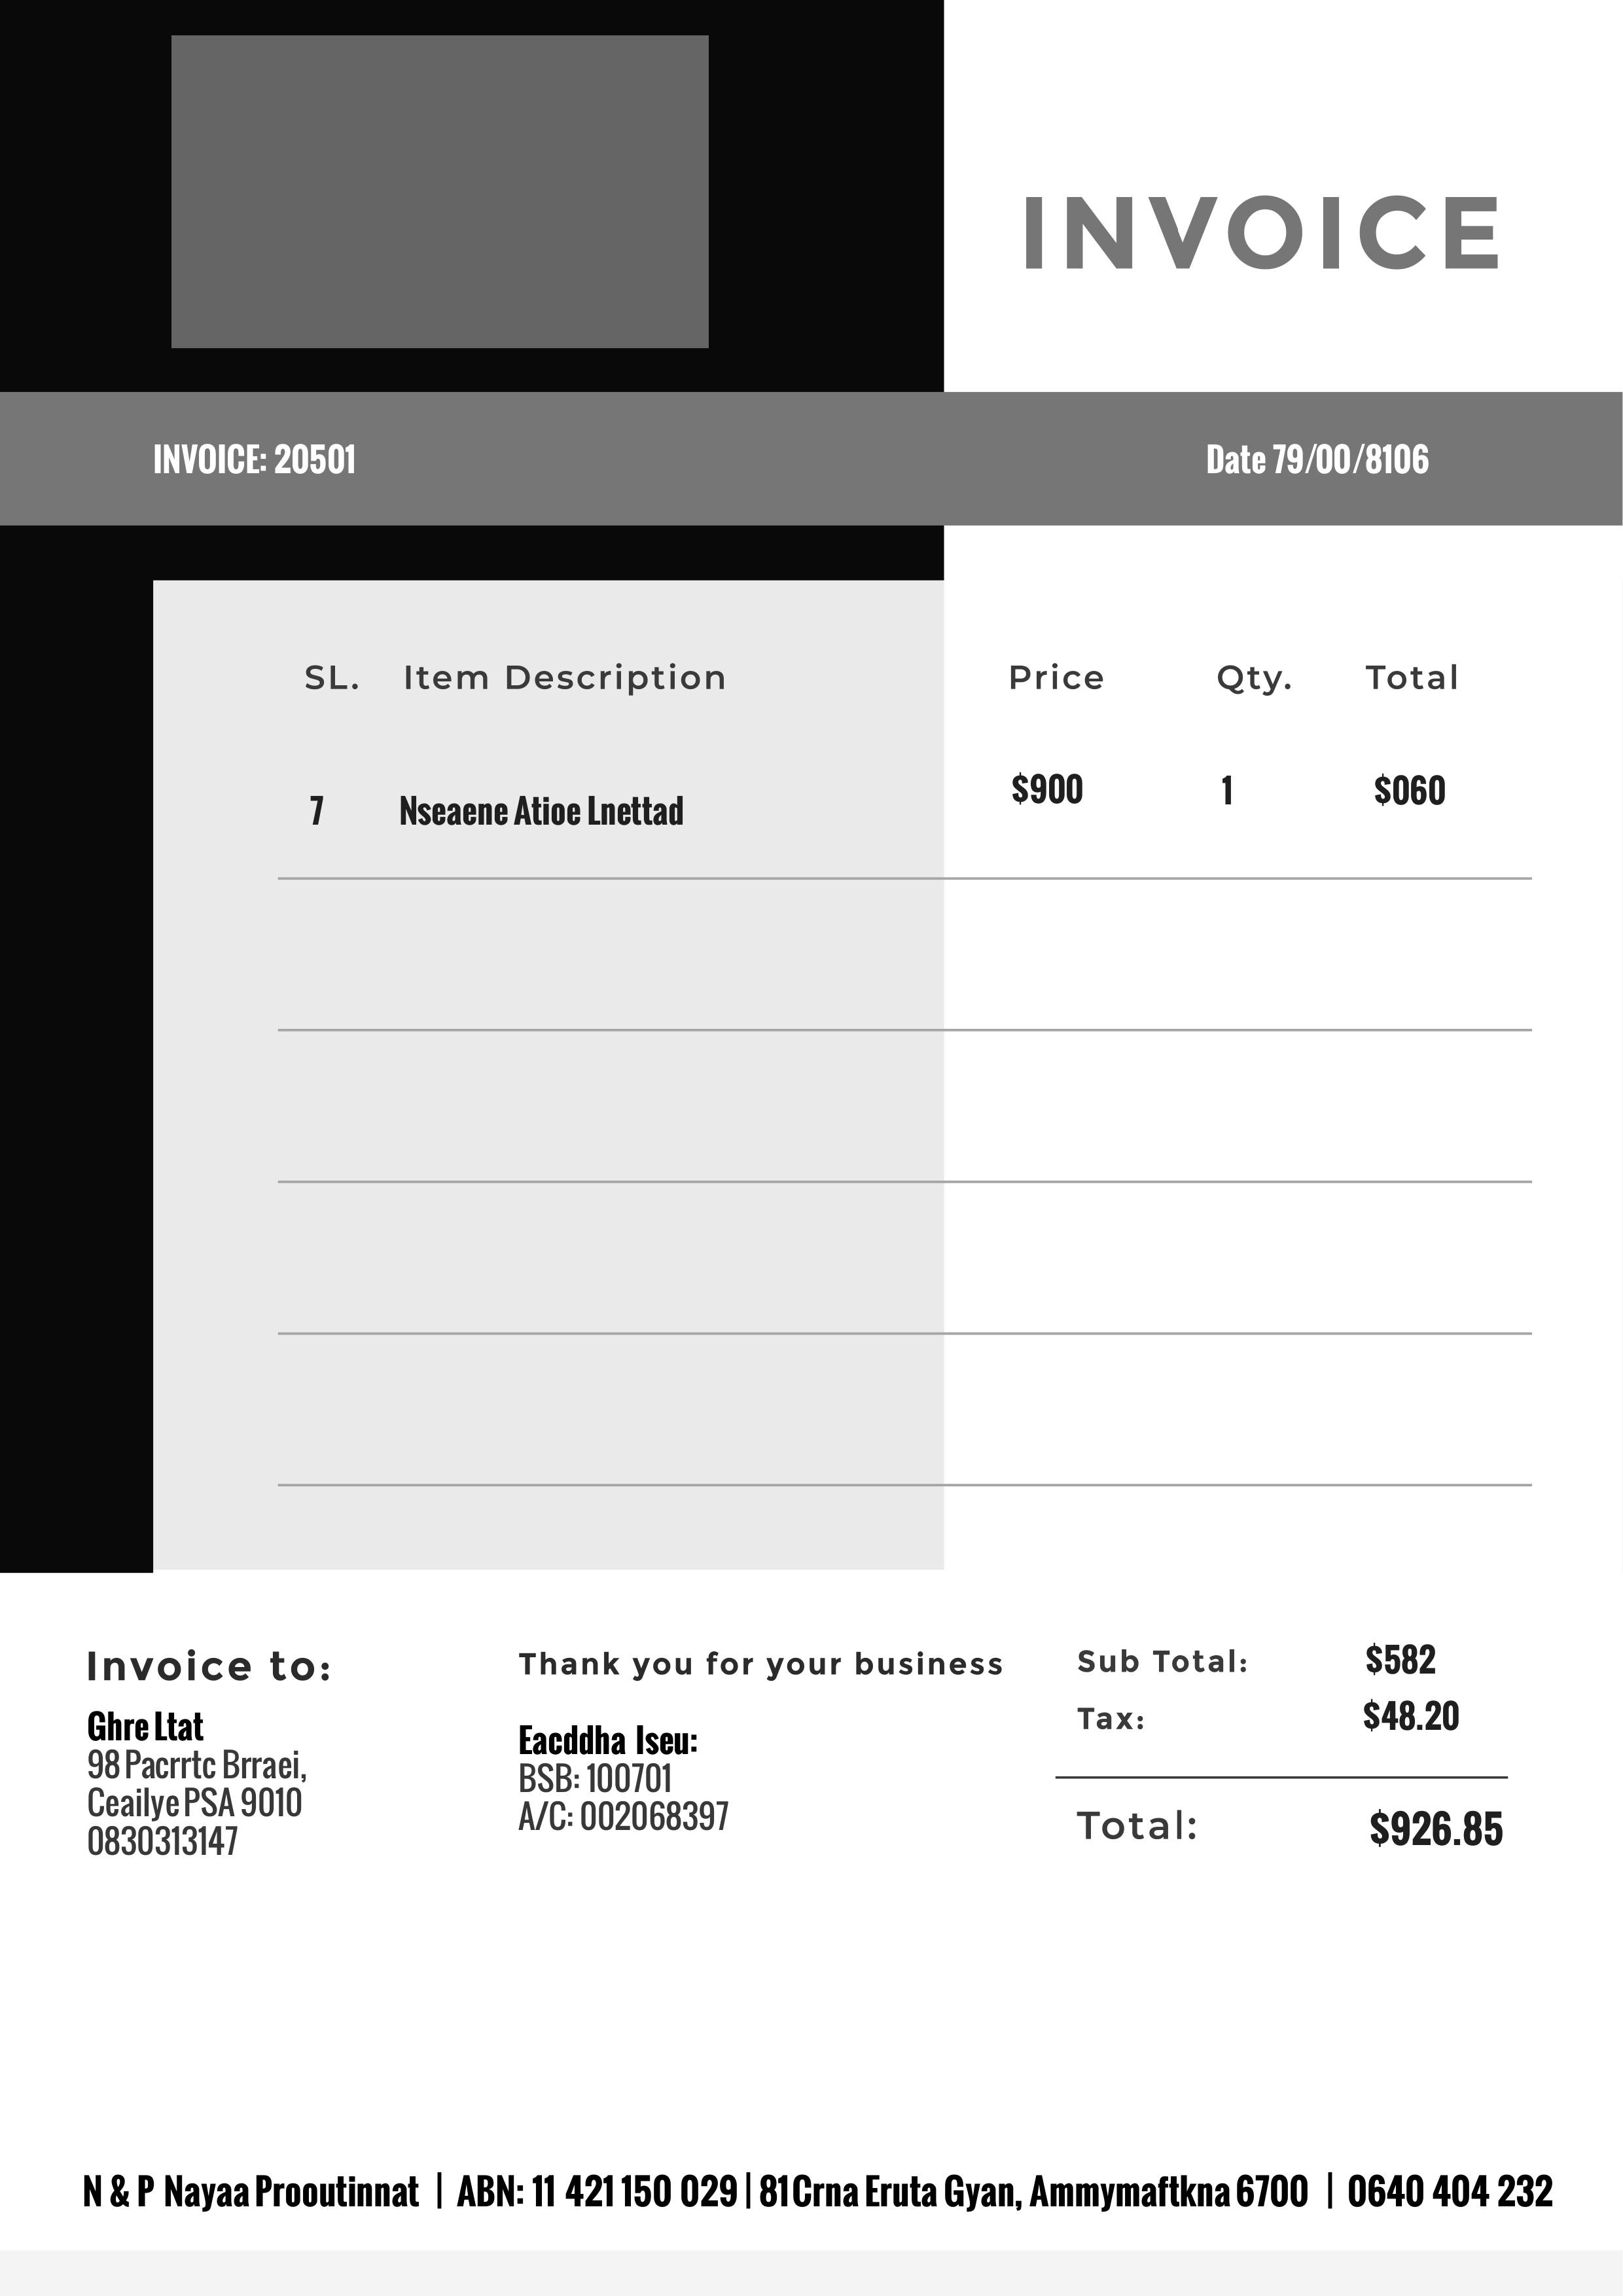 INVOICE
INVOICE: 20501 Date 79/00/8106
SL. Item Description Price Qty. Total
7 Nseaene Atioe Lnettad $900 1 $060
Invoice to:
Ghre Ltat
98 Pacrrtc Brraei,
Ceailye PSA 9010
0830313147
Thank you for your business
Eacddha Iseu:
BSB: 100701
A/C: 002068397
Sub Total: $582
Tax: $48.20
Total: $926.85
N & P Nayaa Prooutinnat | ABN: 11 421 150 029 | 81 Crna Eruta Gyan, Ammymaftkna 6700 | 0640 404 232